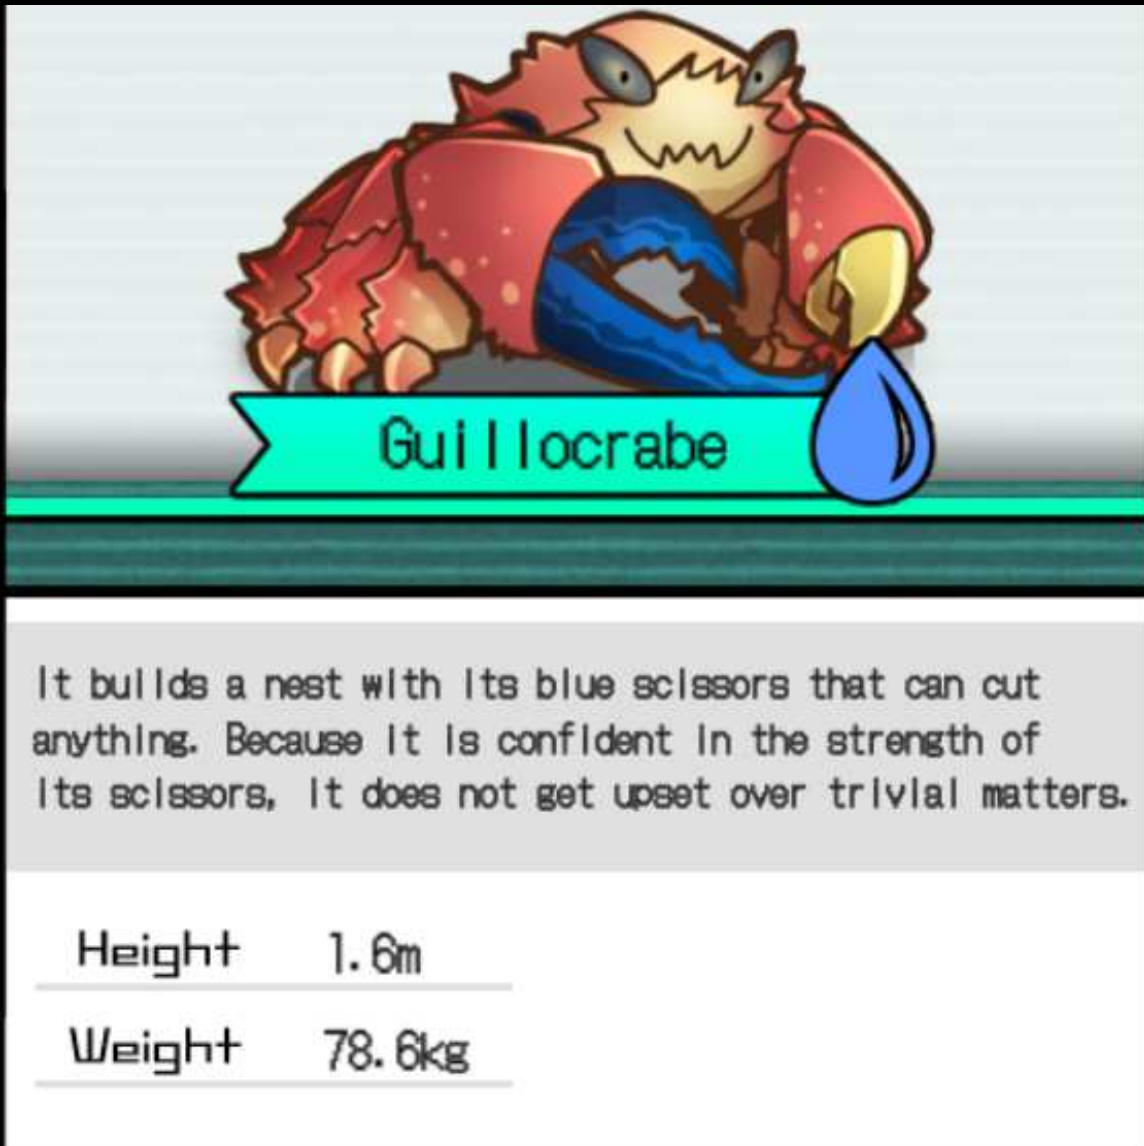 Guillocrabe
It builds a nest with its blue scissors that can cut
anything. Because it is confident in the strength of
its scissors, it does not get upset over trivial matters.
Height 1.6m
Weight 78.6kg